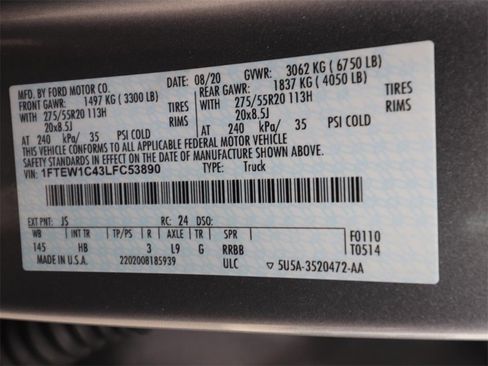 MFD. BY FORD MOTOR CO. DATE: 08/20 GVWR: 3062 KG ( 6750 LB)
FRONT GAWR: 1497 KG ( 3300 LB) REAR GAWR: 1837 KG ( 4050 LB)
WITH 275/55R20 113H TIRES WITH 275/55R20 113H TIRES
20x8.5J RIMS 20x8.5J RIMS
AT 240 kPa/ 35 PSI COLD AT 240 kPa/ 35 PSI COLD
THIS VEHICLE CONFORMS TO ALL APPLICABLE FEDERAL MOTOR VEHICLE
SAFETY, BUMPER, AND THEFT PREVENTION STANDARDS IN EFFECT ON THE DATE OF MANUFACTURE SHOWN ABOVE.
VIN: 1FTEW1C43LFC53890 TYPE: Truck
EXT PNT: JS RC: 24 DSO:
WB INT TR TP/PS R AXLE TR SPR
145 HB 3 L9 G RRBB
F0110
T0514
MADE IN U.S.A. 2202008185939 ULC ▽ 5U5A-3520472-AA